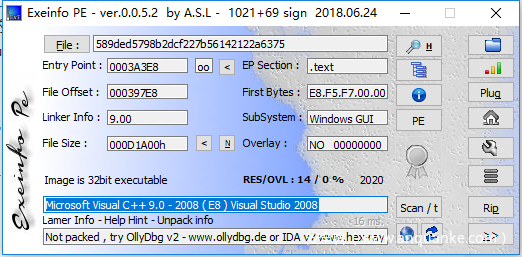 Exeinfo PE - ver.0.0.5.2 by A.S.L - 1021+69 sign 2018.06.24
File : 589ded5798b2dcf227b56142122a6375 H
Entry Point : 0003A3E8 oo < EP Section : .text
File Offset : 000397E8 First Bytes : E8.F5.F7.00.00 Plug
Linker Info : 9.00 SubSystem : Windows GUI PE
File Size : 000D1A00h < N Overlay : NO 00000000
Image is 32bit executable RES/OVL : 14 / 0 % 2020
Microsoft Visual C++ 9.0 - 2008 ( E8 ) Visual Studio 2008 Scan / t Rip
Lamer Info - Help Hint - Unpack info 16 ms.
Not packed , try OllyDbg v2 - www.ollydbg.de or IDA v >>
Exeinfo Pe